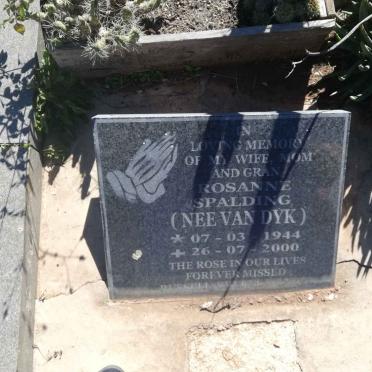 IN
LOVING MEMORY
OF MY WIFE, MOM
AND GRAN
ROSANNE
SPALDING
(NEE VAN DYK)
* 07 - 03 - 1944
+ 26 - 07 - 2000
THE ROSE IN OUR LIVES
FOREVER MISSED